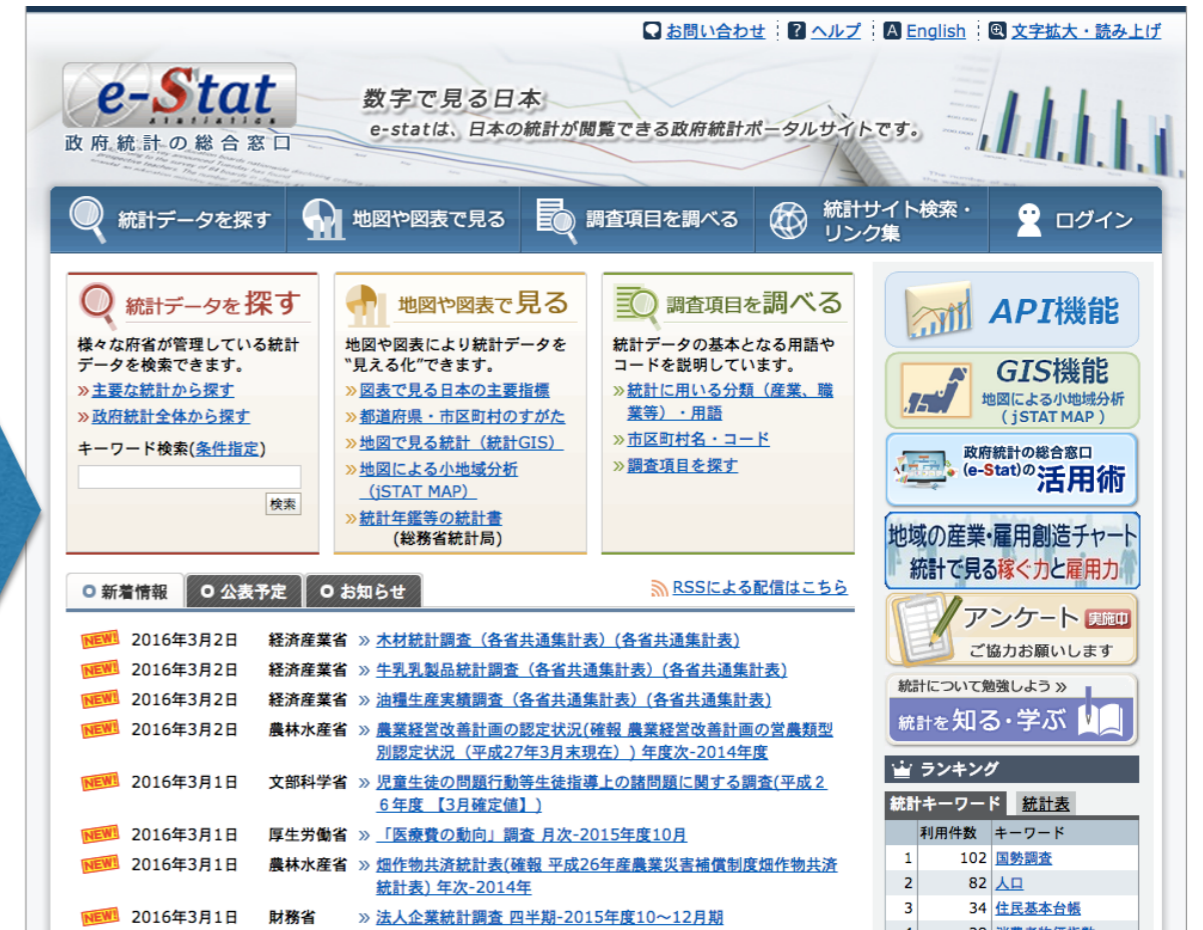 お問い合わせ ヘルプ English 文字拡大・読み上げ
e-Stat
statistics
政府統計の総合窓口
数字で見る日本
e-statは、日本の統計が閲覧できる政府統計ポータルサイトです。
統計データを探す
地図や図表で見る
調査項目を調べる
統計サイト検索・
リンク集
ログイン
統計データを探す
様々な府省が管理している統計
データを検索できます。
»主要な統計から探す
»政府統計全体から探す
キーワード検索(条件指定)
検索
地図や図表で見る
地図や図表により統計データを
“見える化”できます。
»図表で見る日本の主要指標
»都道府県・市区町村のすがた
»地図で見る統計（統計GIS）
»地図による小地域分析
（jSTAT MAP）
»統計年鑑等の統計書
(総務省統計局)
調査項目を調べる
統計データの基本となる用語や
コードを説明しています。
»統計に用いる分類（産業、職
業等）・用語
»市区町村名・コード
»調査項目を探す
API機能
GIS機能
地図による小地域分析
（jSTAT MAP）
政府統計の総合窓口
(e-Stat)の活用術
地域の産業・雇用創造チャート
統計で見る稼ぐ力と雇用力
アンケート 実施中
ご協力お願いします
統計について勉強しよう »
統計を知る・学ぶ
新着情報 公表予定 お知らせ
RSSによる配信はこちら
NEW! 2016年3月2日 経済産業省 » 木材統計調査（各省共通集計表）(各省共通集計表)
NEW! 2016年3月2日 経済産業省 » 牛乳乳製品統計調査（各省共通集計表）(各省共通集計表)
NEW! 2016年3月2日 経済産業省 » 油糧生産実績調査（各省共通集計表）(各省共通集計表)
NEW! 2016年3月2日 農林水産省 » 農業経営改善計画の認定状況(確報 農業経営改善計画の営農類型
別認定状況（平成27年3月末現在）) 年度次-2014年度
NEW! 2016年3月1日 文部科学省 » 児童生徒の問題行動等生徒指導上の諸問題に関する調査(平成２
６年度 【3月確定値】)
NEW! 2016年3月1日 厚生労働省 » 「医療費の動向」調査 月次-2015年度10月
NEW! 2016年3月1日 農林水産省 » 畑作物共済統計表(確報 平成26年産農業災害補償制度畑作物共済
統計表) 年次-2014年
NEW! 2016年3月1日 財務省 » 法人企業統計調査 四半期-2015年度10～12月期
ランキング
統計キーワード 統計表
利用件数 キーワード
1 102 国勢調査
2 82 人口
3 34 住民基本台帳